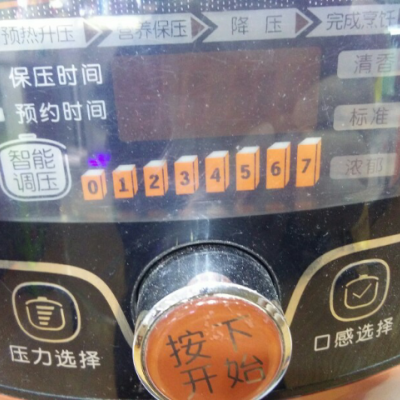 预热升压 营养保压 降 压 完成烹饪
保压时间 清香
预约时间 标准
智能
调压
0 1 2 3 4 5 6 7 浓郁
压力选择
按下
开始
口感选择